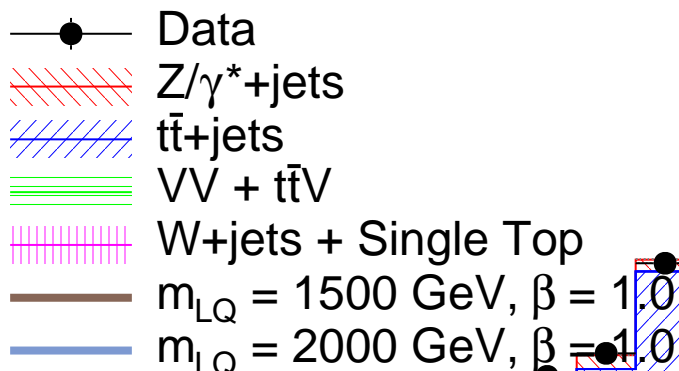 Data
Z/γ*+jets
tt̄+jets
VV + tt̄V
W+jets + Single Top
m_LQ = 1500 GeV, β = 1.0
m_LQ = 2000 GeV, β = 1.0